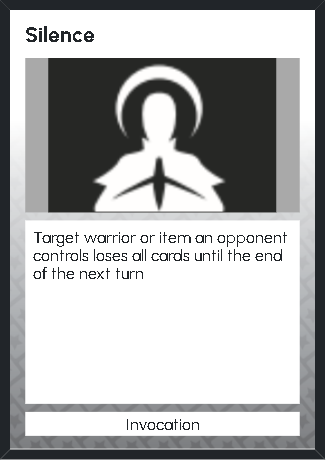 Silence
Target warrior or item an opponent
controls loses all cards until the end
of the next turn
Invocation